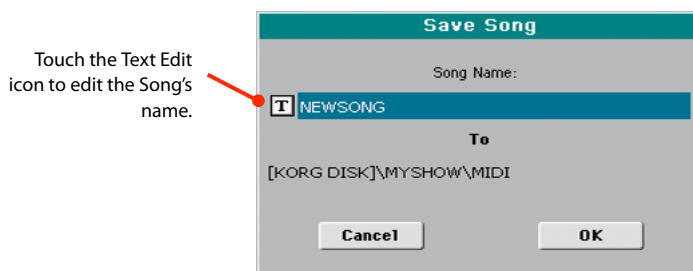 Save Song
Touch the Text Edit
icon to edit the Song's
name.
Song Name:
T NEWSONG
To
[KORG DISK]\MYSHOW\MIDI
Cancel OK